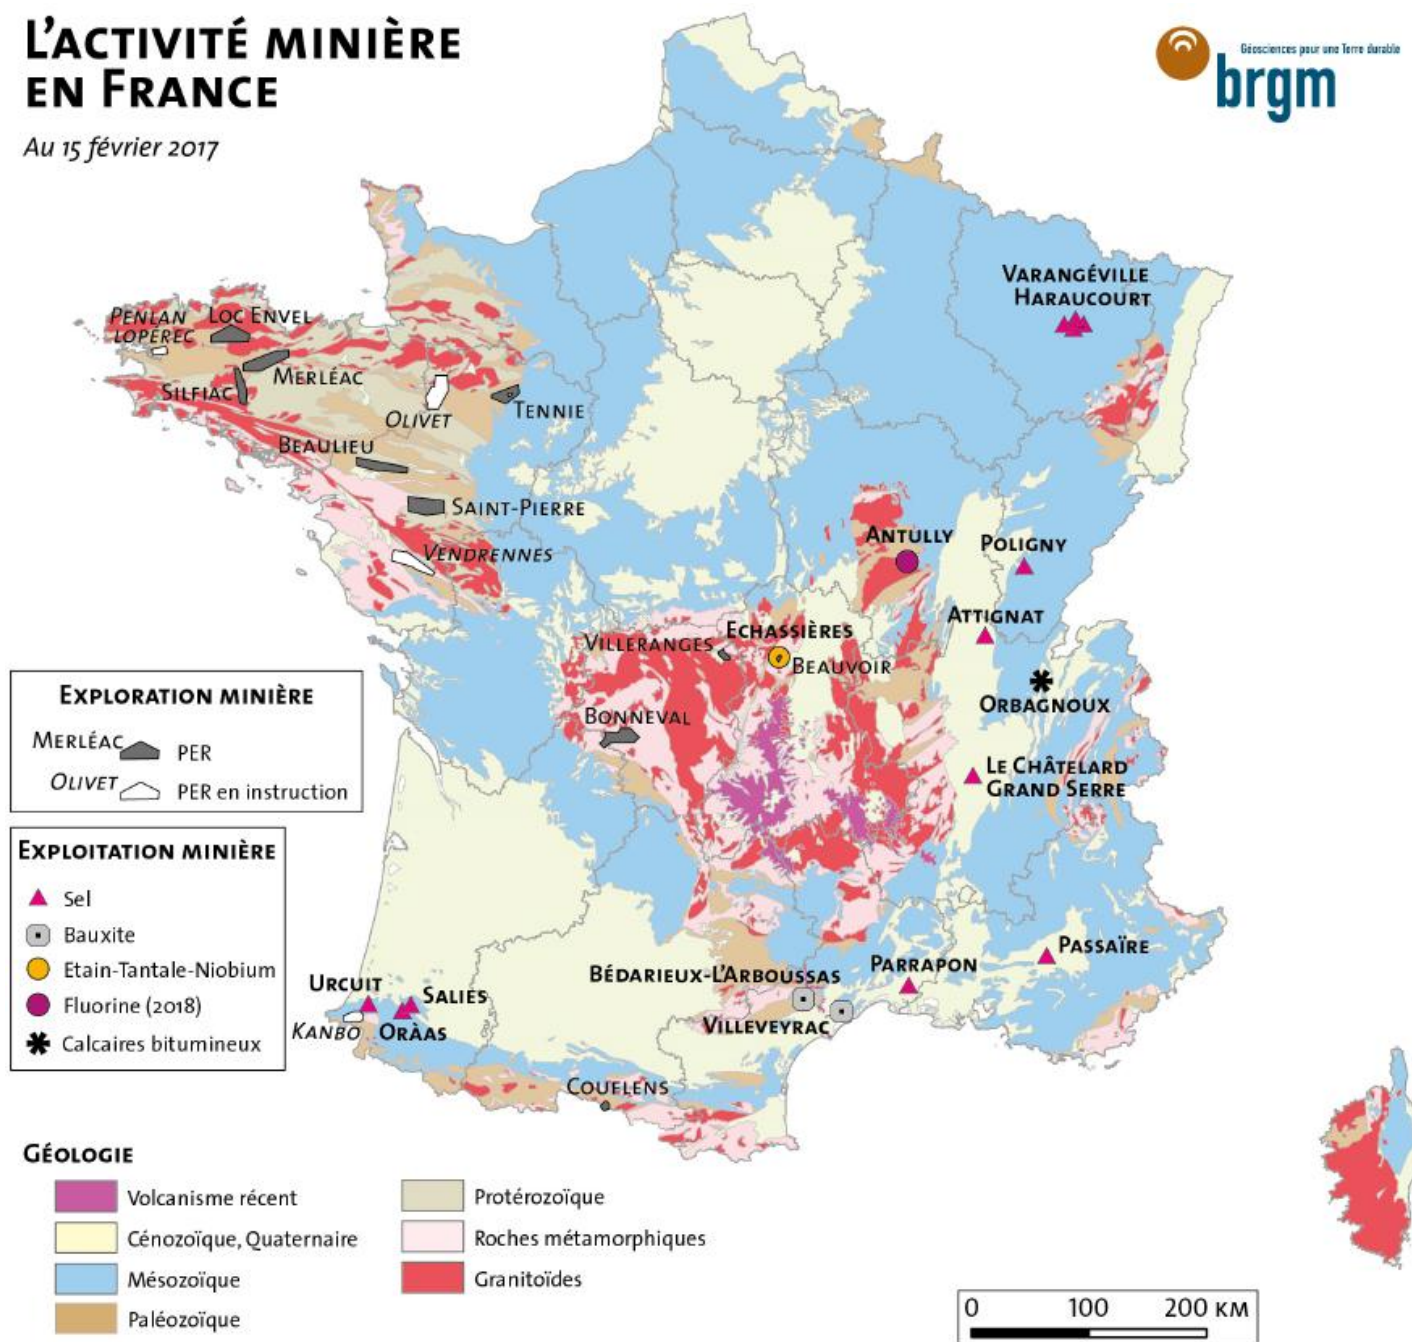 L'ACTIVITÉ MINIÈRE
EN FRANCE
Au 15 février 2017
Géosciences pour une Terre durable
brgm
VARANGÉVILLE
HARAUCOURT
PENLAN
LOPÉREC
LOC ENVEL
MERLÉAC
SILFIAC
OLIVET
TENNIE
BEAULIEU
SAINT-PIERRE
VENDRENNES
ANTULLY
POLIGNY
ATTIGNAT
VILLERANGES
ECHASSIÈRES
BEAUVOIR
ORBAGNOUX
BONNEVAL
LE CHÂTELARD
GRAND SERRE
PASSAÏRE
PARRAPON
BÉDARIEUX-L'ARBOUSSAS
VILLEVEYRAC
URCUIT
SALIES
KANBO
ORÀAS
COUFLENS
EXPLORATION MINIÈRE
MERLÉAC PER
OLIVET PER en instruction
EXPLOITATION MINIÈRE
Sel
Bauxite
Etain-Tantale-Niobium
Fluorine (2018)
Calcaires bitumineux
GÉOLOGIE
Volcanisme récent
Cénozoïque, Quaternaire
Mésozoïque
Paléozoïque
Protérozoïque
Roches métamorphiques
Granitoïdes
0 100 200 KM